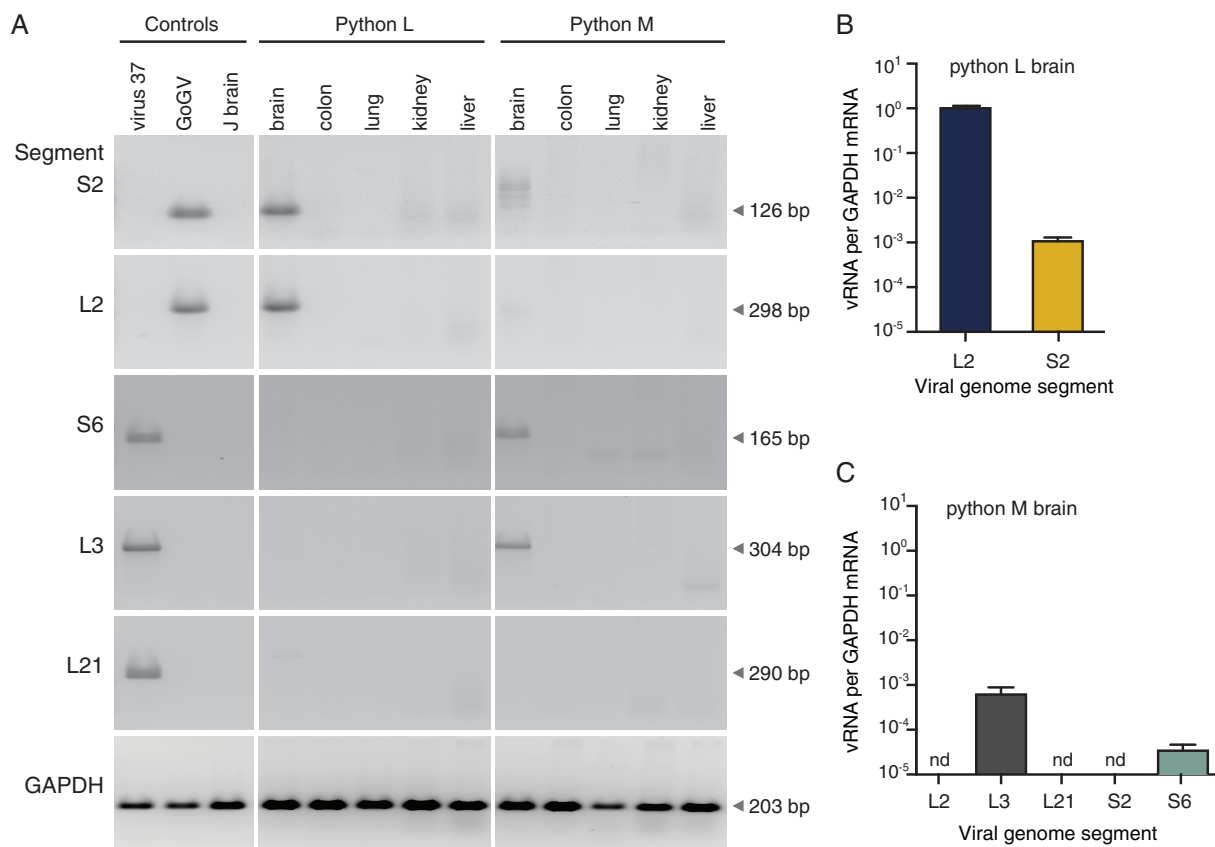 A
Controls
Python L
Python M
virus 37
GoGV
J brain
brain
colon
lung
kidney
liver
brain
colon
lung
kidney
liver
Segment
S2
◄ 126 bp
L2
◄ 298 bp
S6
◄ 165 bp
L3
◄ 304 bp
L21
◄ 290 bp
GAPDH
◄ 203 bp
B
python L brain
vRNA per GAPDH mRNA
10^1
10^0
10^-1
10^-2
10^-3
10^-4
10^-5
L2
S2
Viral genome segment
C
python M brain
vRNA per GAPDH mRNA
10^1
10^0
10^-1
10^-2
10^-3
10^-4
10^-5
nd
nd
nd
L2
L3
L21
S2
S6
Viral genome segment